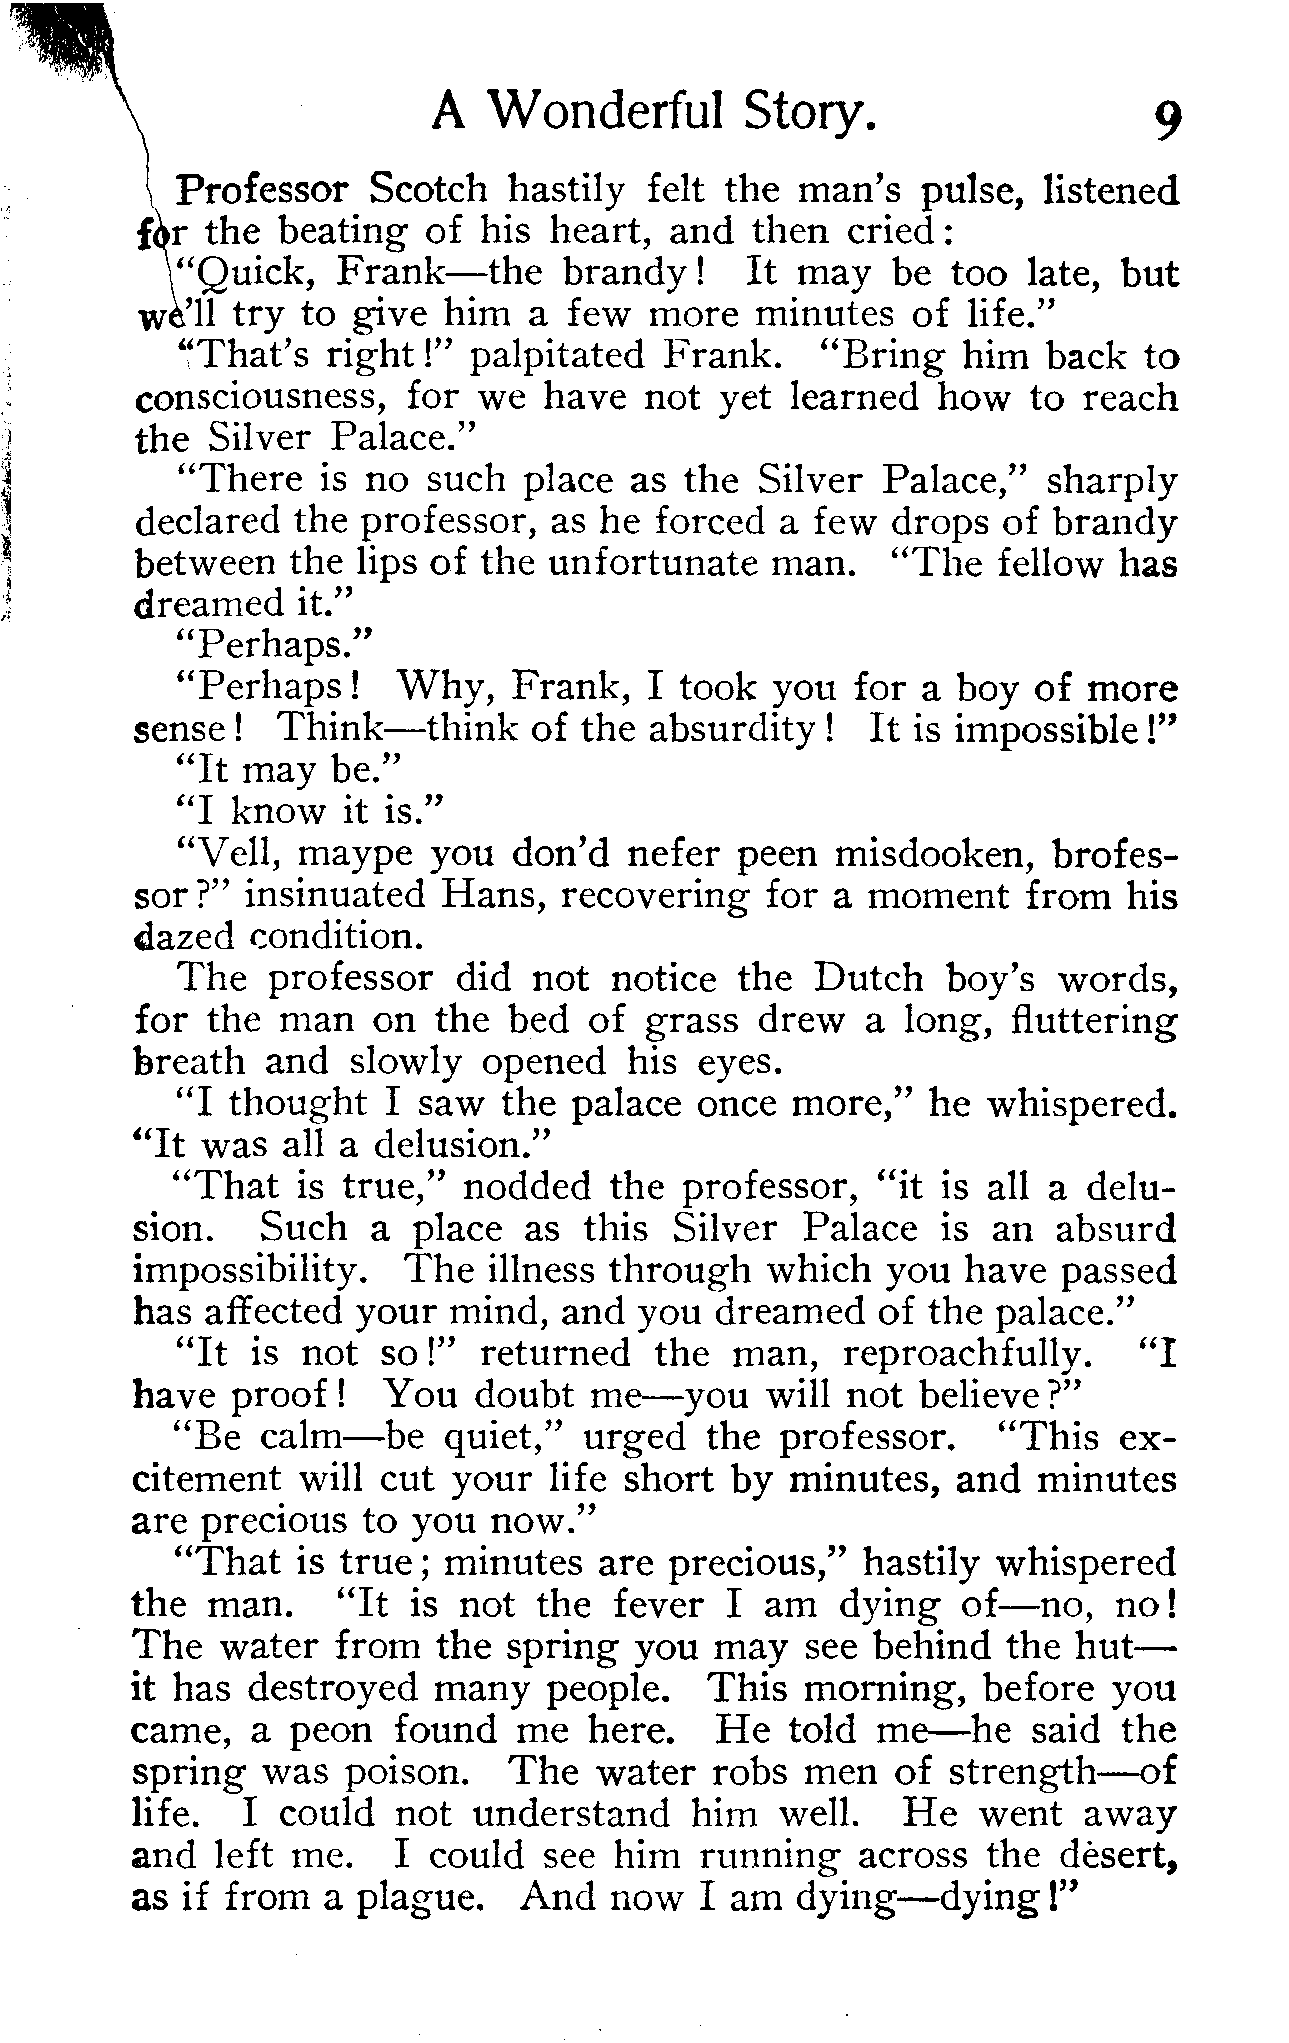 A Wonderful Story. 9
Professor Scotch hastily felt the man's pulse, listened
for the beating of his heart, and then cried:
"Quick, Frank—the brandy! It may be too late, but
we'll try to give him a few more minutes of life."
"That's right!" palpitated Frank. "Bring him back to
consciousness, for we have not yet learned how to reach
the Silver Palace."
"There is no such place as the Silver Palace," sharply
declared the professor, as he forced a few drops of brandy
between the lips of the unfortunate man. "The fellow has
dreamed it."
"Perhaps."
"Perhaps! Why, Frank, I took you for a boy of more
sense! Think—think of the absurdity! It is impossible!"
"It may be."
"I know it is."
"Vell, maype you don'd nefer peen misdooken, brofes-
sor?" insinuated Hans, recovering for a moment from his
dazed condition.
The professor did not notice the Dutch boy's words,
for the man on the bed of grass drew a long, fluttering
breath and slowly opened his eyes.
"I thought I saw the palace once more," he whispered.
"It was all a delusion."
"That is true," nodded the professor, "it is all a delu-
sion. Such a place as this Silver Palace is an absurd
impossibility. The illness through which you have passed
has affected your mind, and you dreamed of the palace."
"It is not so!" returned the man, reproachfully. "I
have proof! You doubt me—you will not believe?"
"Be calm—be quiet," urged the professor. "This ex-
citement will cut your life short by minutes, and minutes
are precious to you now."
"That is true; minutes are precious," hastily whispered
the man. "It is not the fever I am dying of—no, no!
The water from the spring you may see behind the hut—
it has destroyed many people. This morning, before you
came, a peon found me here. He told me—he said the
spring was poison. The water robs men of strength—of
life. I could not understand him well. He went away
and left me. I could see him running across the desert,
as if from a plague. And now I am dying—dying!"